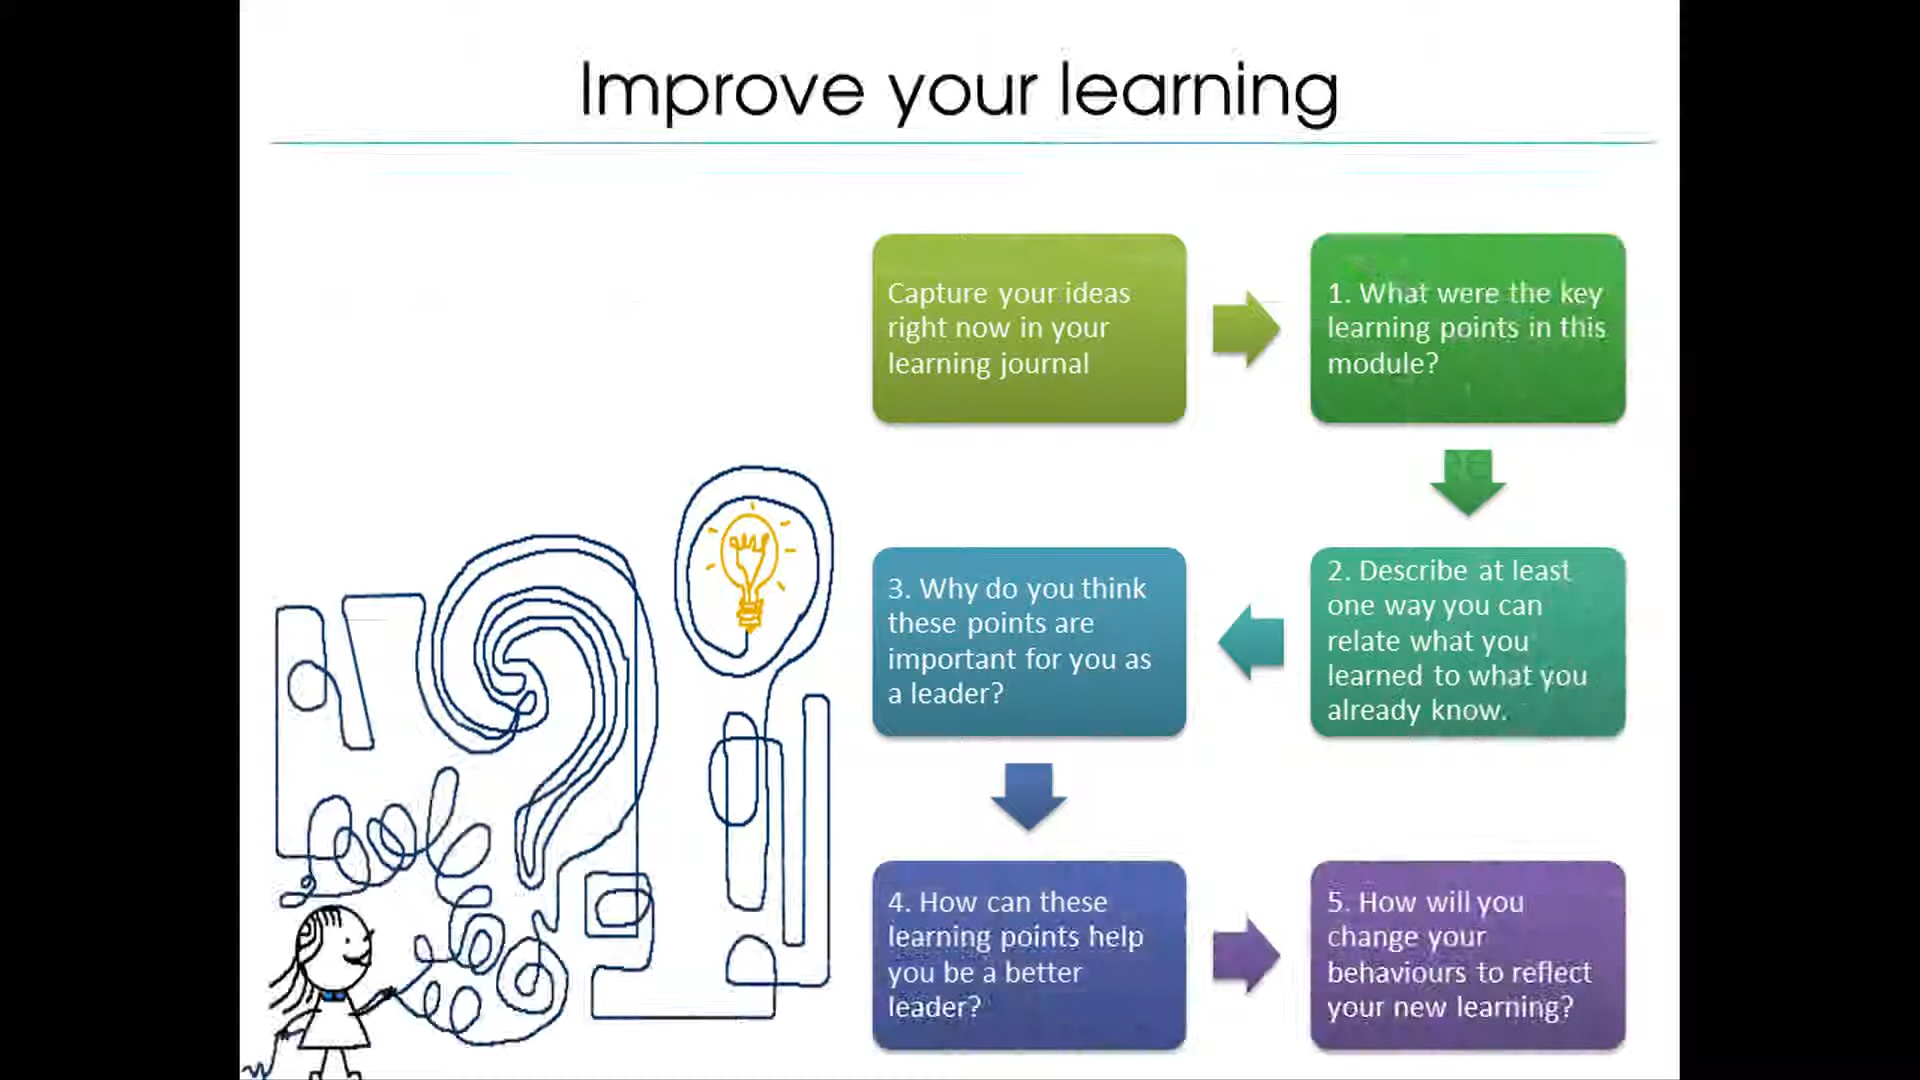 Improve your learning
Capture your ideas
right now in your
learning journal
1. What were the key
learning points in this
module?
2. Describe at least
one way you can
relate what you
learned to what you
already know.
3. Why do you think
these points are
important for you as
a leader?
4. How can these
learning points help
you be a better
leader?
5. How will you
change your
behaviours to reflect
your new learning?